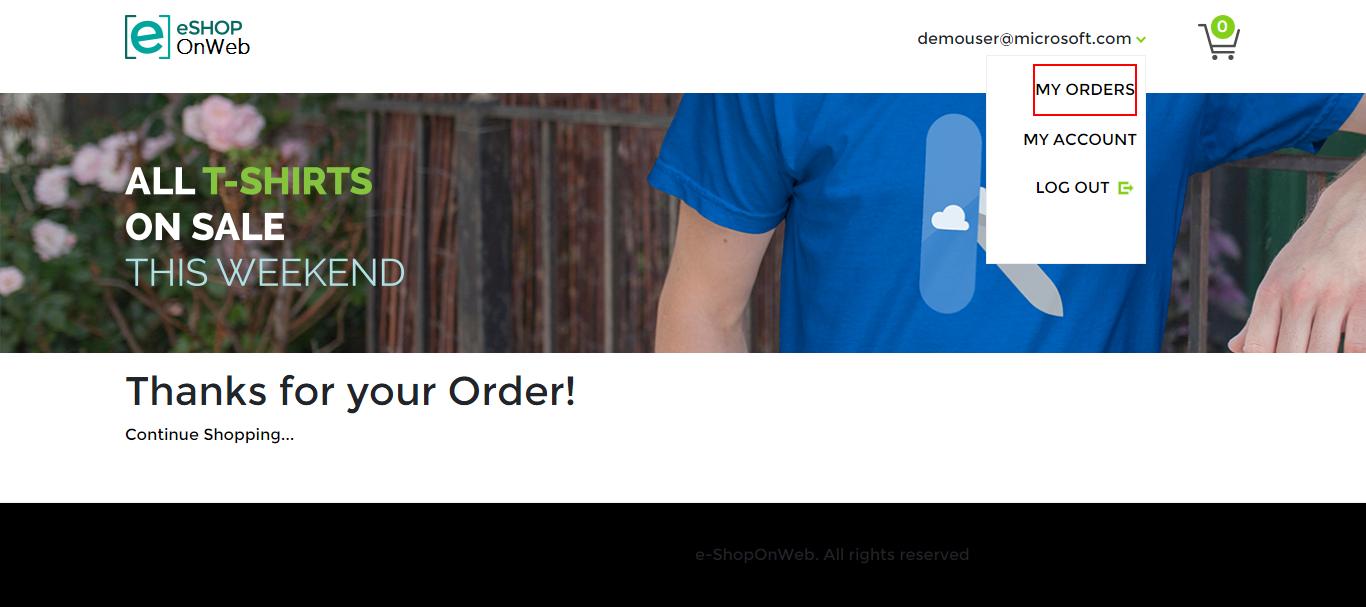 eSHOP
OnWeb
demouser@microsoft.com
0
MY ORDERS
MY ACCOUNT
LOG OUT
ALL T-SHIRTS
ON SALE
THIS WEEKEND
Thanks for your Order!
Continue Shopping...
e-ShopOnWeb. All rights reserved